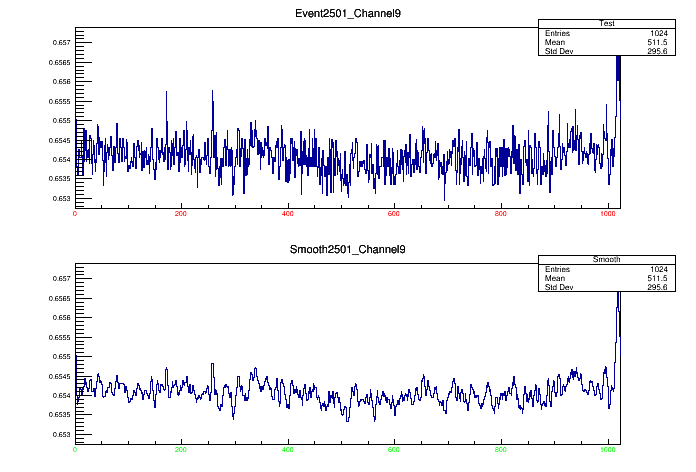 Event2501_Channel9
Test
Entries 1024
Mean 511.5
Std Dev 295.6
0.657
0.6565
0.656
0.6555
0.655
0.6545
0.654
0.6535
0.653
0 200 400 600 800 1000
Smooth2501_Channel9
Smooth
Entries 1024
Mean 511.5
Std Dev 295.6
0.657
0.6565
0.656
0.6555
0.655
0.6545
0.654
0.6535
0.653
0 200 400 600 800 1000